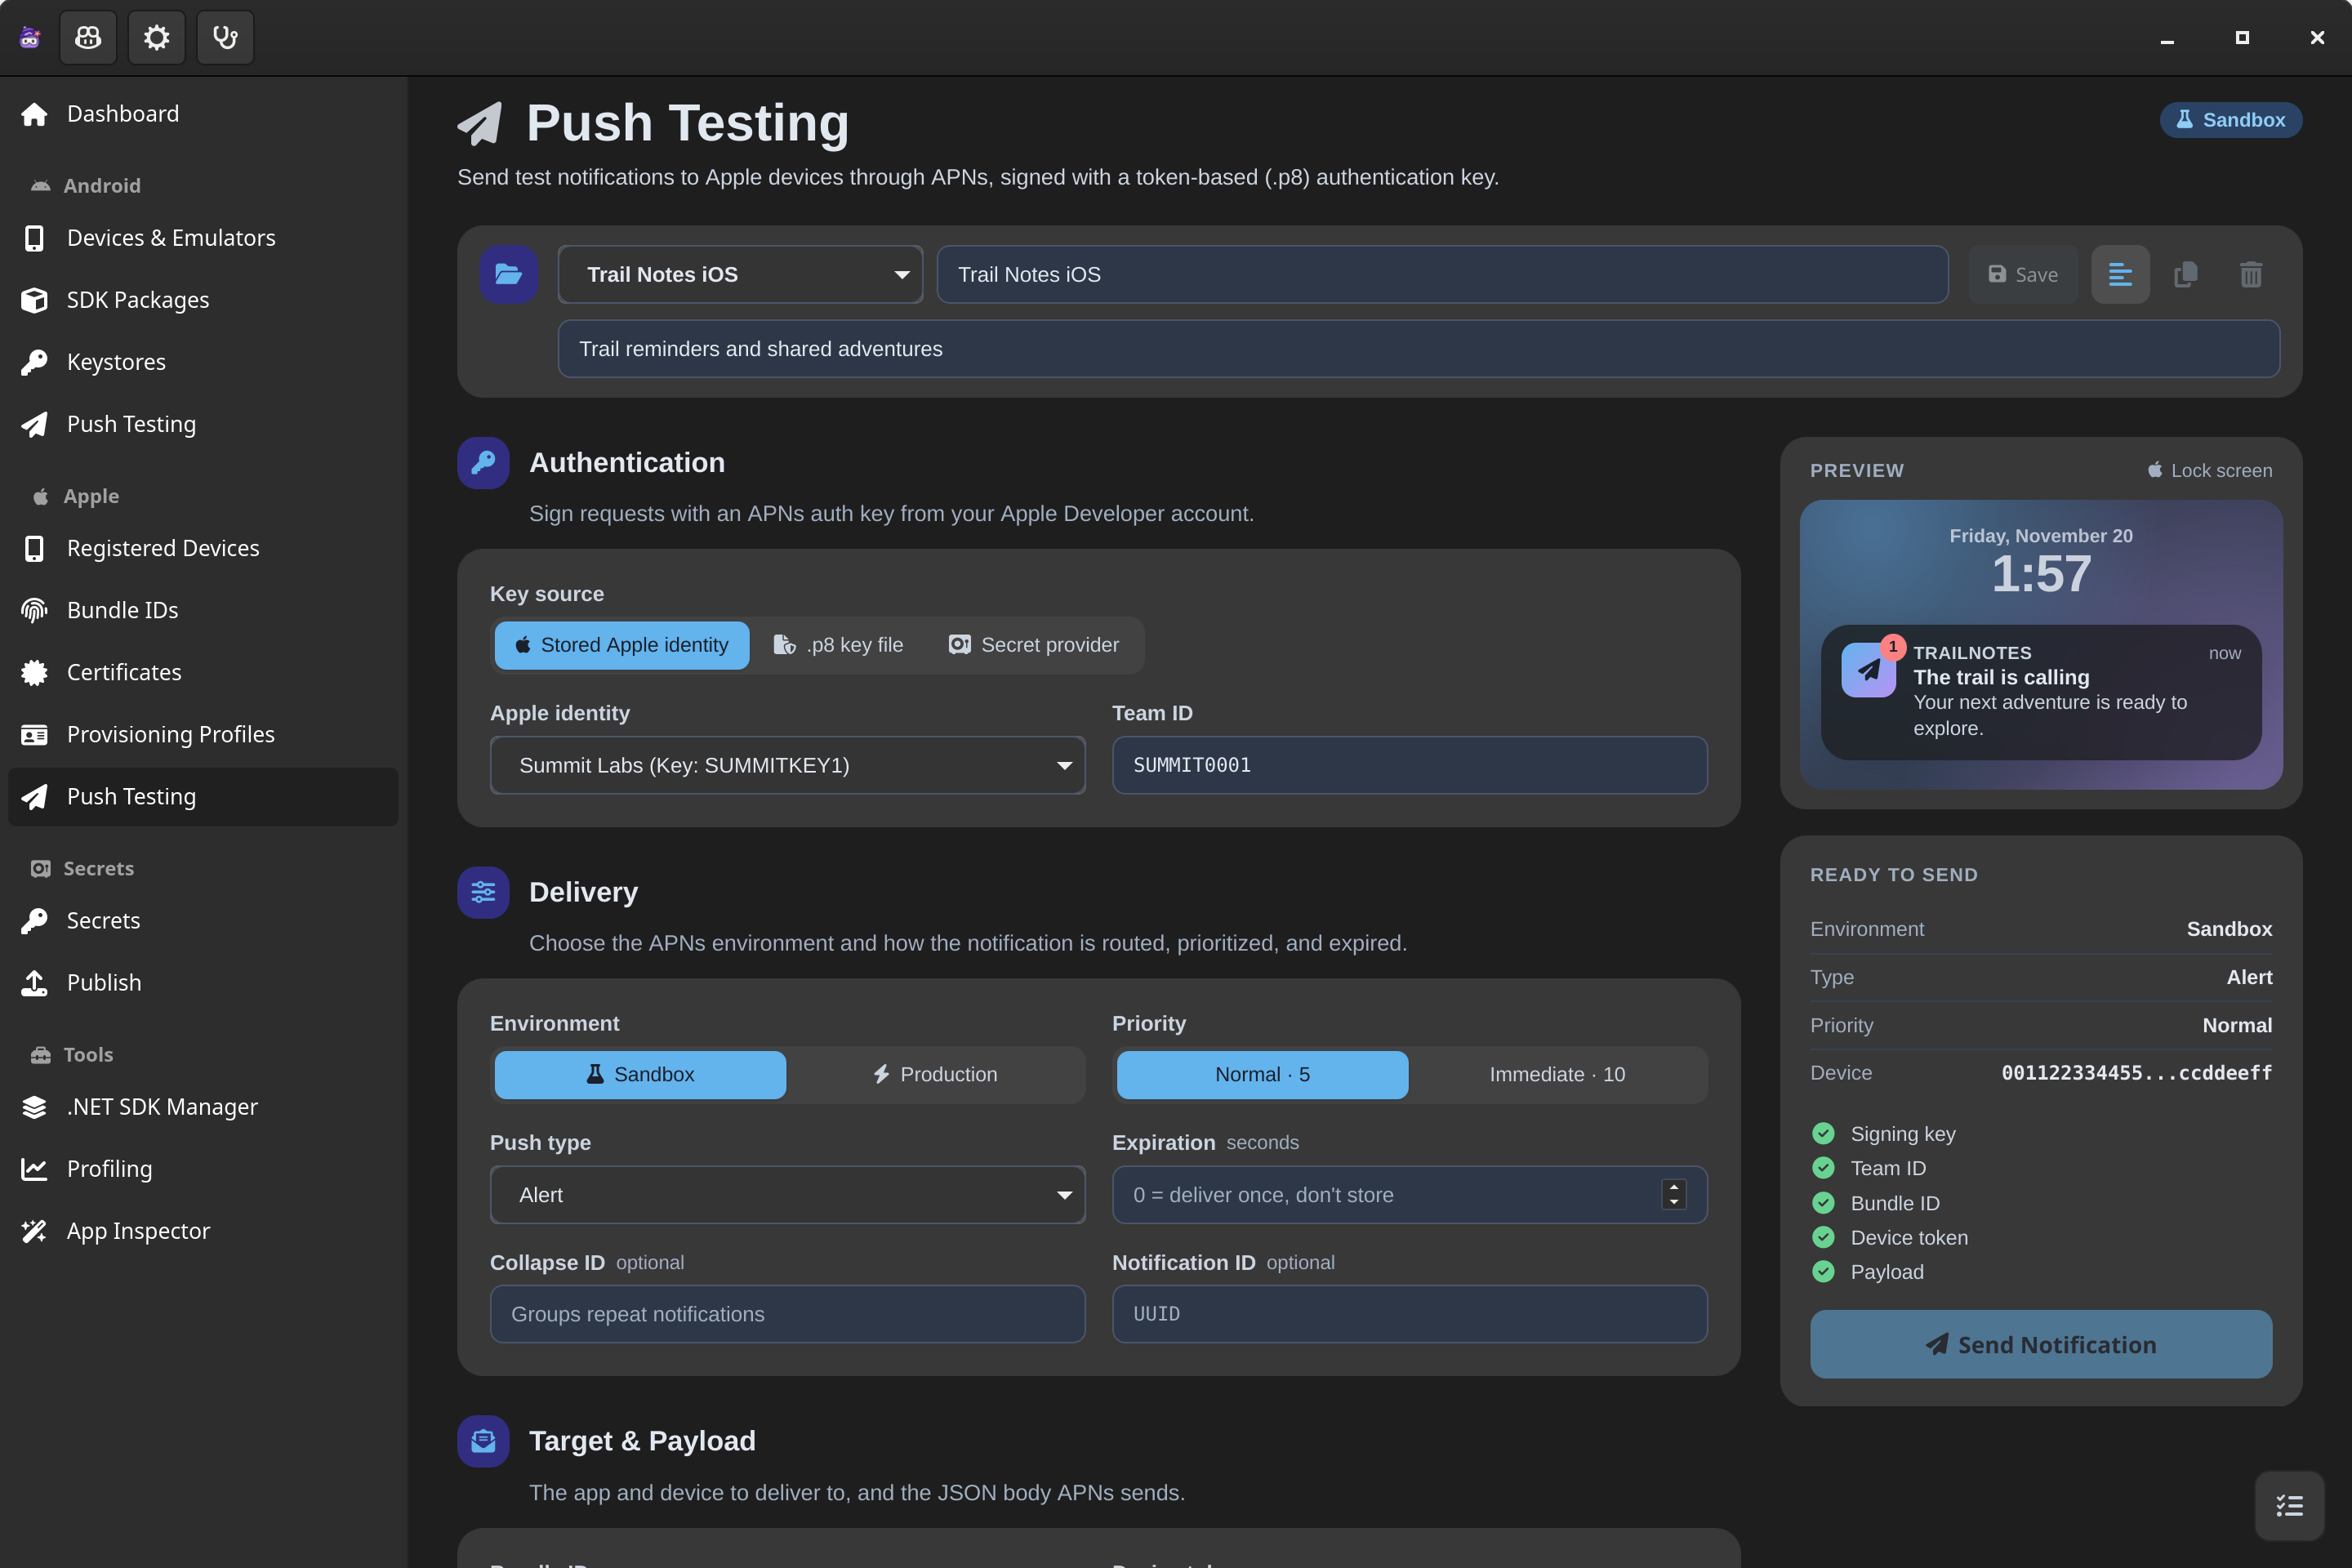 Dashboard
Android
Devices & Emulators
SDK Packages
Keystores
Push Testing
Apple
Registered Devices
Bundle IDs
Certificates
Provisioning Profiles
Push Testing
Secrets
Secrets
Publish
Tools
.NET SDK Manager
Profiling
App Inspector
Push Testing
Sandbox
Send test notifications to Apple devices through APNs, signed with a token-based (.p8) authentication key.
Trail Notes iOS
Trail Notes iOS
Save
Trail reminders and shared adventures
Authentication
Sign requests with an APNs auth key from your Apple Developer account.
Key source
Stored Apple identity
.p8 key file
Secret provider
Apple identity
Team ID
Summit Labs (Key: SUMMITKEY1)
SUMMIT0001
Delivery
Choose the APNs environment and how the notification is routed, prioritized, and expired.
Environment
Priority
Sandbox
Production
Normal · 5
Immediate · 10
Push type
Expiration seconds
Alert
0 = deliver once, don't store
Collapse ID optional
Notification ID optional
Groups repeat notifications
UUID
Target & Payload
The app and device to deliver to, and the JSON body APNs sends.
PREVIEW
Lock screen
Friday, November 20
1:57
1
TRAILNOTES
now
The trail is calling
Your next adventure is ready to
explore.
READY TO SEND
Environment Sandbox
Type Alert
Priority Normal
Device 001122334455...ccddeeff
Signing key
Team ID
Bundle ID
Device token
Payload
Send Notification